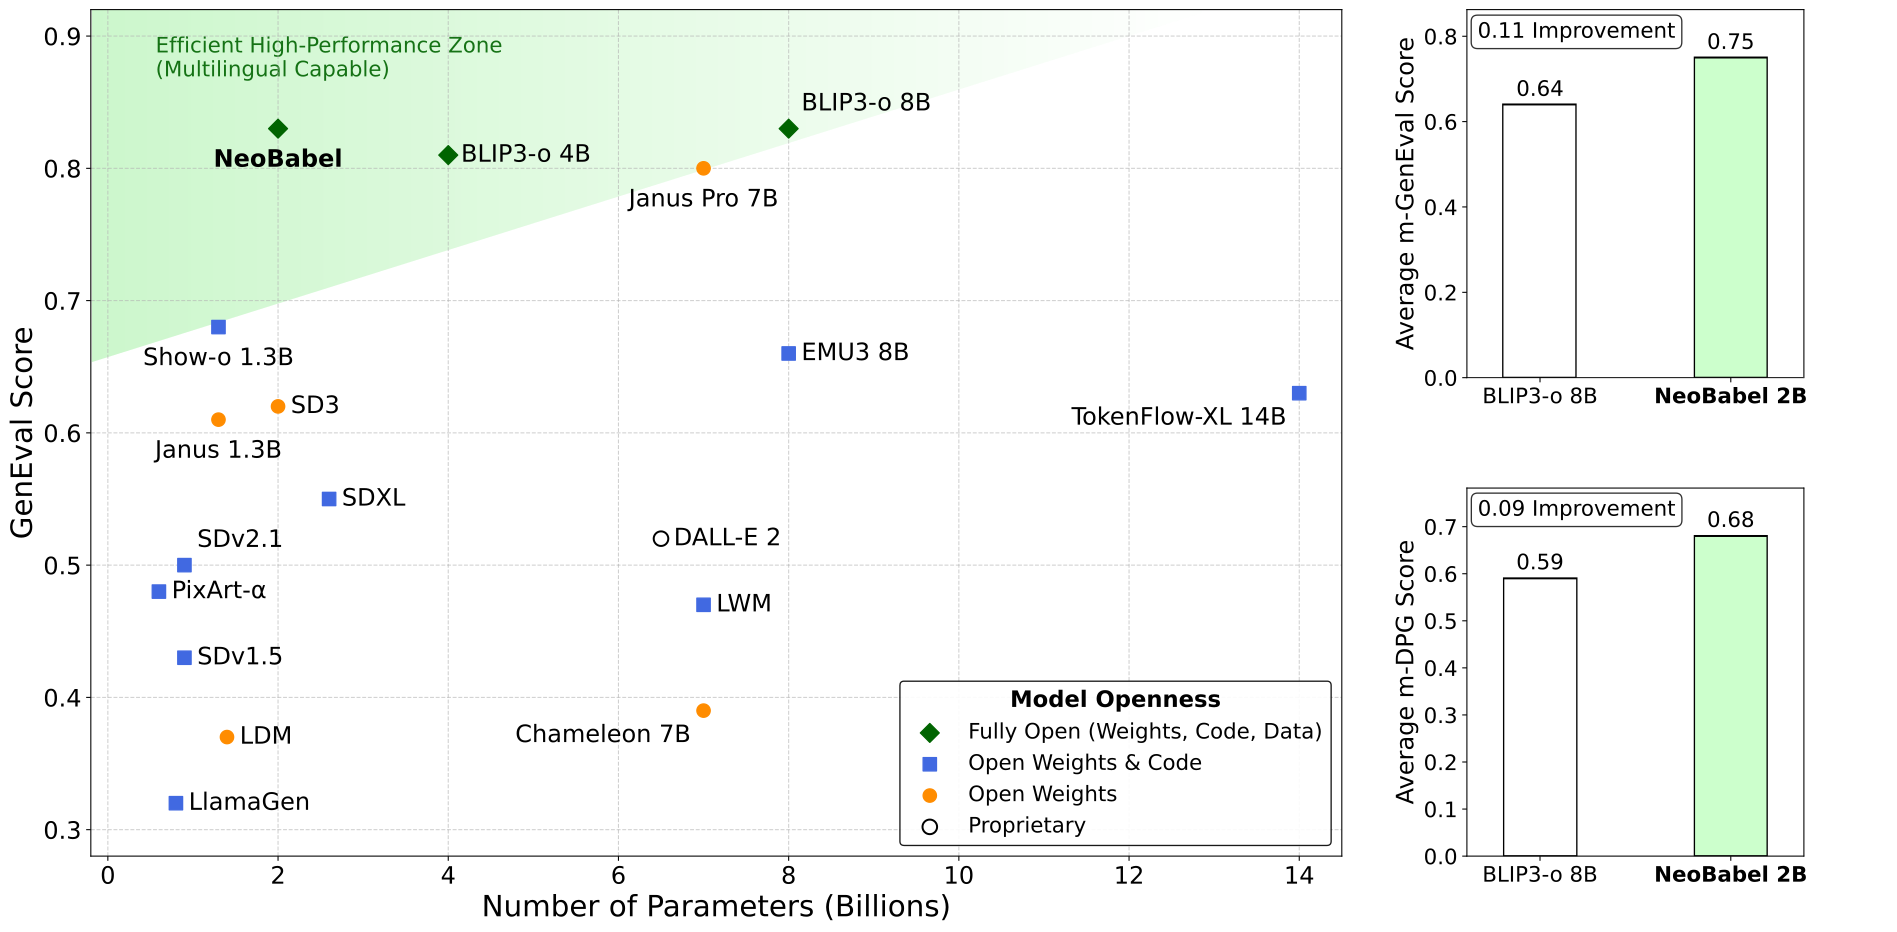 Efficient High-Performance Zone
(Multilingual Capable)
NeoBabel
BLIP3-o 4B
BLIP3-o 8B
Janus Pro 7B
Show-o 1.3B
EMU3 8B
TokenFlow-XL 14B
SD3
Janus 1.3B
SDXL
SDv2.1
DALL-E 2
PixArt-α
LWM
SDv1.5
Chameleon 7B
LDM
LlamaGen
Model Openness
Fully Open (Weights, Code, Data)
Open Weights & Code
Open Weights
Proprietary
0.9
0.8
0.7
0.6
0.5
0.4
0.3
GenEval Score
0 2 4 6 8 10 12 14
Number of Parameters (Billions)
0.11 Improvement
0.64
0.75
0.8
0.6
0.4
0.2
0.0
Average m-GenEval Score
BLIP3-o 8B NeoBabel 2B
0.09 Improvement
0.59
0.68
0.7
0.6
0.5
0.4
0.3
0.2
0.1
0.0
Average m-DPG Score
BLIP3-o 8B NeoBabel 2B